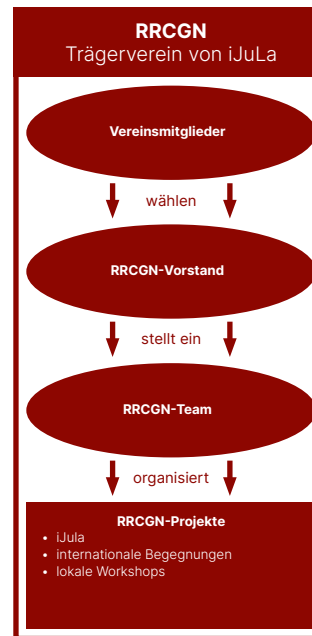 RRCGN
Trägerverein von iJuLa
Vereinsmitglieder
wählen
RRCGN-Vorstand
stellt ein
RRCGN-Team
organisiert
RRCGN-Projekte
• iJula
• internationale Begegnungen
• lokale Workshops